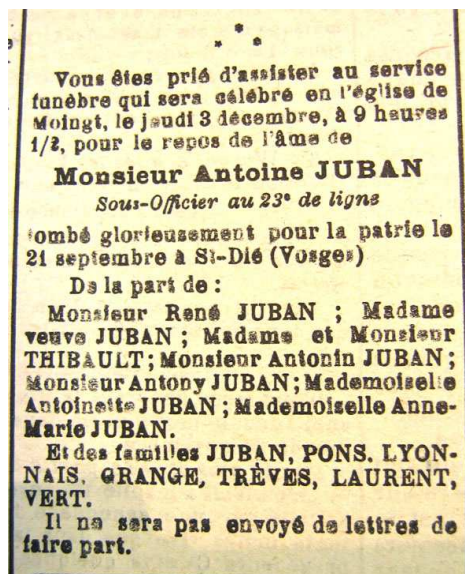 * * *
Vous êtes prié d'assister au service
funèbre qui sera célébré en l'église de
Moingt, le jeudi 3 décembre, à 9 heures
1/2, pour le repos de l'âme de
Monsieur Antoine JUBAN
Sous-Officier au 23e de ligne
tombé glorieusement pour la patrie le
21 septembre à St-Dié (Vosges)
De la part de :
Monsieur René JUBAN ; Madame
veuve JUBAN ; Madame et Monsieur
THIBAULT ; Monsieur Antonin JUBAN ;
Monsieur Antony JUBAN ; Mademoiselle
Antoinette JUBAN ; Mademoiselle Anne-
Marie JUBAN.
Et des familles JUBAN, PONS. LYON-
NAIS, GRANGE, TRÈVES, LAURENT,
VERT.
Il ne sera pas envoyé de lettres de
faire part.